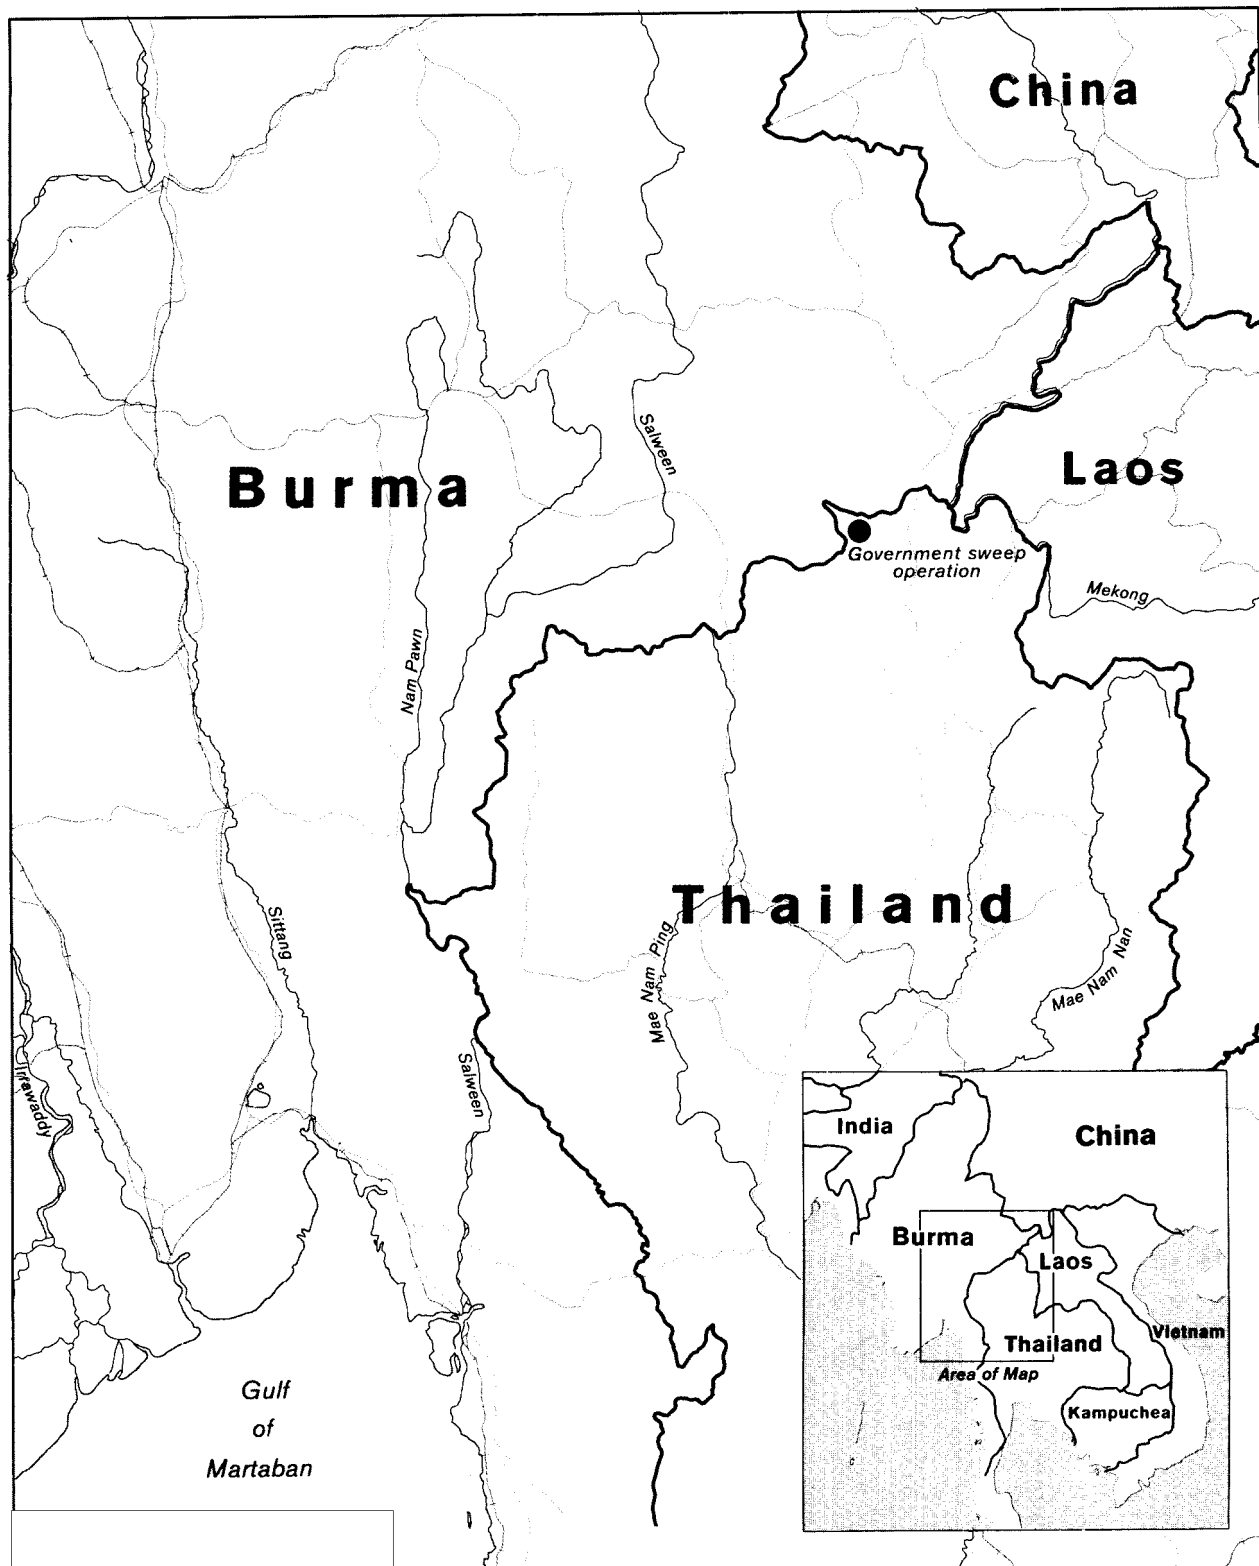 China
Salween
Laos
Burma
Government sweep
operation
Mekong
Nam Pawn
Thailand
Sittang
Mae Nam Ping
Mae Nam Nan
Irrawaddy
Salween
India
China
Burma
Laos
Vietnam
Thailand
Area of Map
Kampuchea
Gulf
of
Martaban